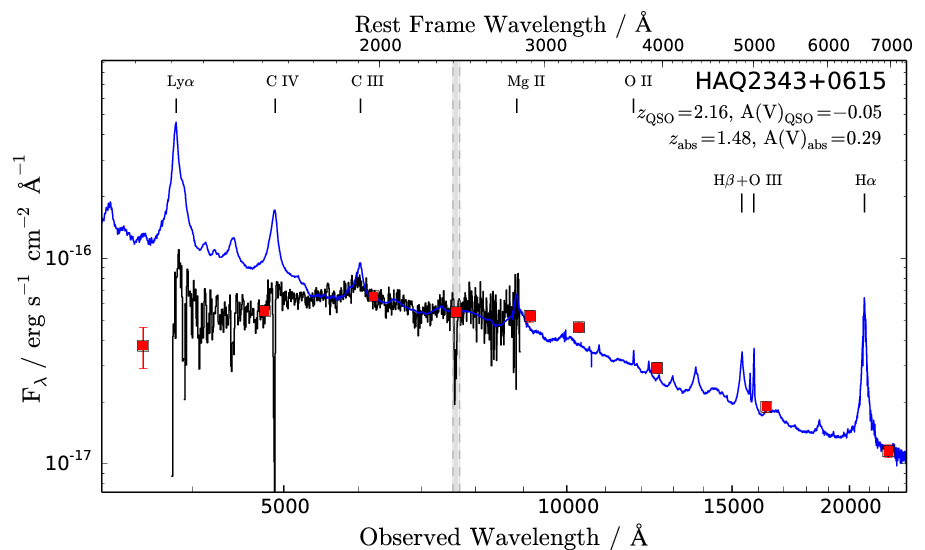 Rest Frame Wavelength / Å
2000 3000 4000 5000 6000 7000
Lyα C IV C III Mg II O II
HAQ2343+0615
z_QSO=2.16, A(V)_QSO=−0.05
z_abs=1.48, A(V)_abs=0.29
Hβ+O III Hα
F_λ / erg s⁻¹ cm⁻² Å⁻¹
10⁻¹⁶
10⁻¹⁷
5000 10000 15000 20000
Observed Wavelength / Å